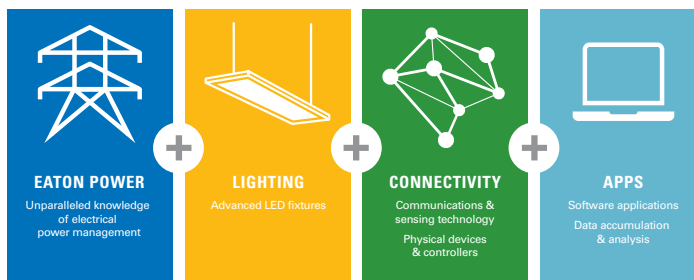 EATON POWER
Unparalleled knowledge
of electrical
power management
LIGHTING
Advanced LED fixtures
CONNECTIVITY
Communications &
sensing technology
Physical devices
& controllers
APPS
Software applications
Data accumulation
& analysis